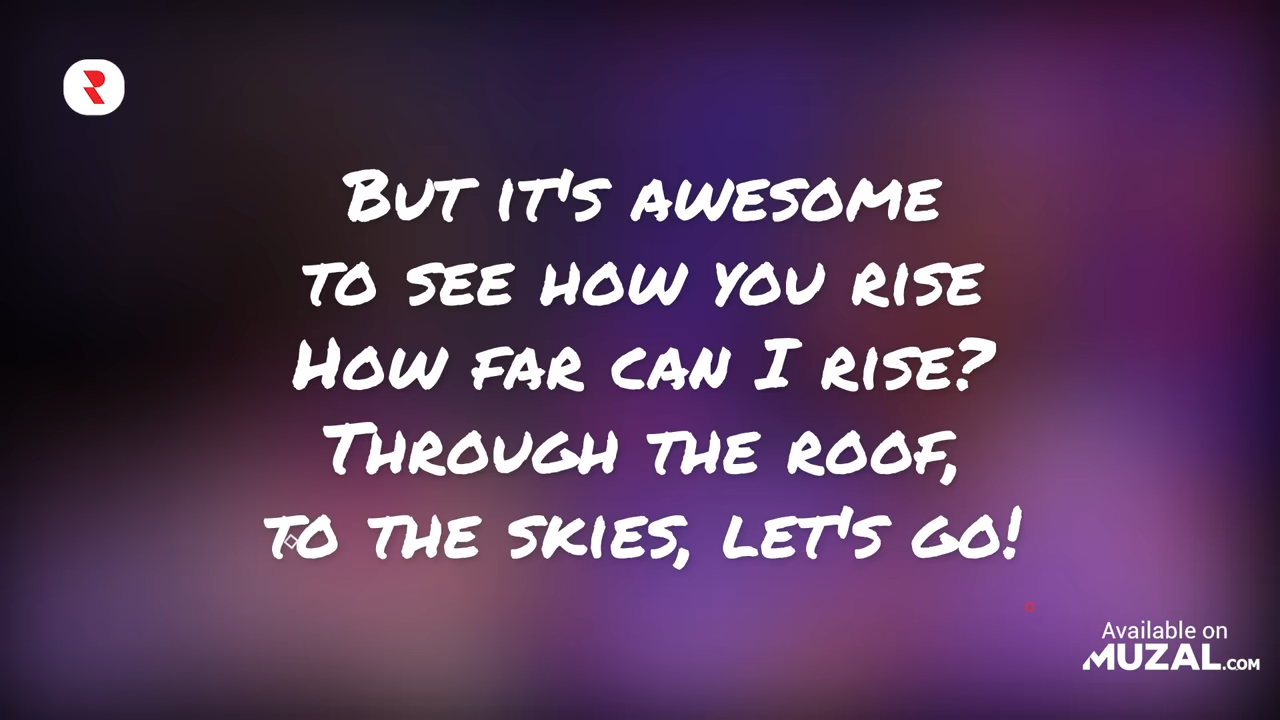 But it's awesome
to see how you rise
How far can I rise?
Through the roof,
to the skies, let's go!
Available on
MUZAL.COM